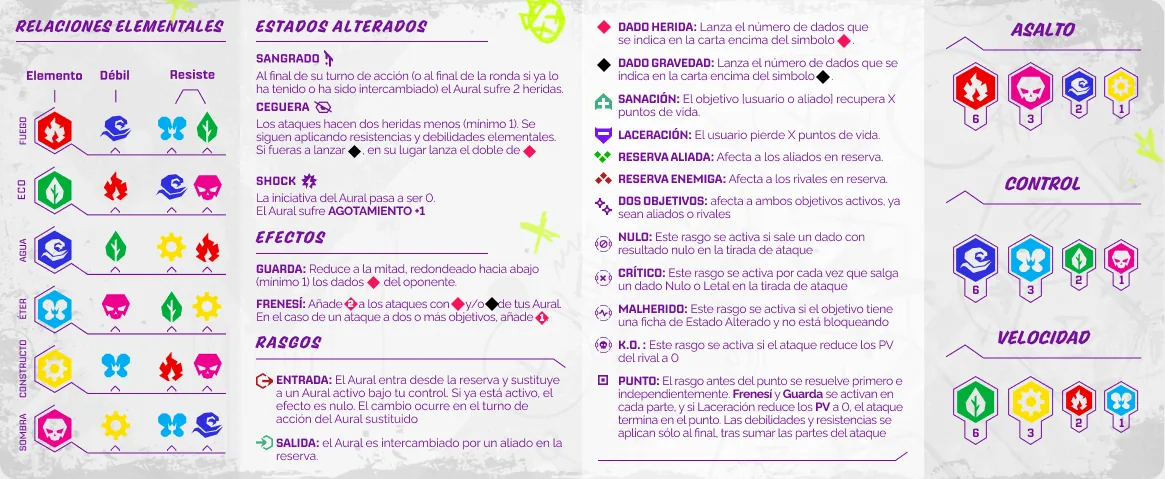 RELACIONES ELEMENTALES
Elemento Débil Resiste
FUEGO
ECO
AGUA
ÉTER
CONSTRUCTO
SOMBRA
ESTADOS ALTERADOS
SANGRADO
Al final de su turno de acción (o al final de la ronda si ya lo
ha tenido o ha sido intercambiado) el Aural sufre 2 heridas.
CEGUERA
Los ataques hacen dos heridas menos (mínimo 1). Se
siguen aplicando resistencias y debilidades elementales.
Si fueras a lanzar , en su lugar lanza el doble de
SHOCK
La iniciativa del Aural pasa a ser 0.
El Aural sufre AGOTAMIENTO +1
EFECTOS
GUARDA: Reduce a la mitad, redondeado hacia abajo
(mínimo 1) los dados del oponente.
FRENESÍ: Añade 2 a los ataques con y/o de tus Aural.
En el caso de un ataque a dos o más objetivos, añade 1
RASGOS
ENTRADA: El Aural entra desde la reserva y sustituye
a un Aural activo bajo tu control. Si ya está activo, el
efecto es nulo. El cambio ocurre en el turno de
acción del Aural sustituido
SALIDA: el Aural es intercambiado por un aliado en la
reserva.
DADO HERIDA: Lanza el número de dados que
se indica en la carta encima del simbolo .
DADO GRAVEDAD: Lanza el número de dados que se
indica en la carta encima del simbolo .
SANACIÓN: El objetivo [usuario o aliado] recupera X
puntos de vida.
LACERACIÓN: El usuario pierde X puntos de vida.
RESERVA ALIADA: Afecta a los aliados en reserva.
RESERVA ENEMIGA: Afecta a los rivales en reserva.
DOS OBJETIVOS: afecta a ambos objetivos activos, ya
sean aliados o rivales
NULO: Este rasgo se activa si sale un dado con
resultado nulo en la tirada de ataque
CRÍTICO: Este rasgo se activa por cada vez que salga
un dado Nulo o Letal en la tirada de ataque
MALHERIDO: Este rasgo se activa si el objetivo tiene
una ficha de Estado Alterado y no está bloqueando
K.O. : Este rasgo se activa si el ataque reduce los PV
del rival a 0
PUNTO: El rasgo antes del punto se resuelve primero e
independientemente. Frenesí y Guarda se activan en
cada parte, y si Laceración reduce los PV a 0, el ataque
termina en el punto. Las debilidades y resistencias se
aplican sólo al final, tras sumar las partes del ataque
ASALTO
6 3 2 1
CONTROL
6 3 2 1
VELOCIDAD
6 3 2 1